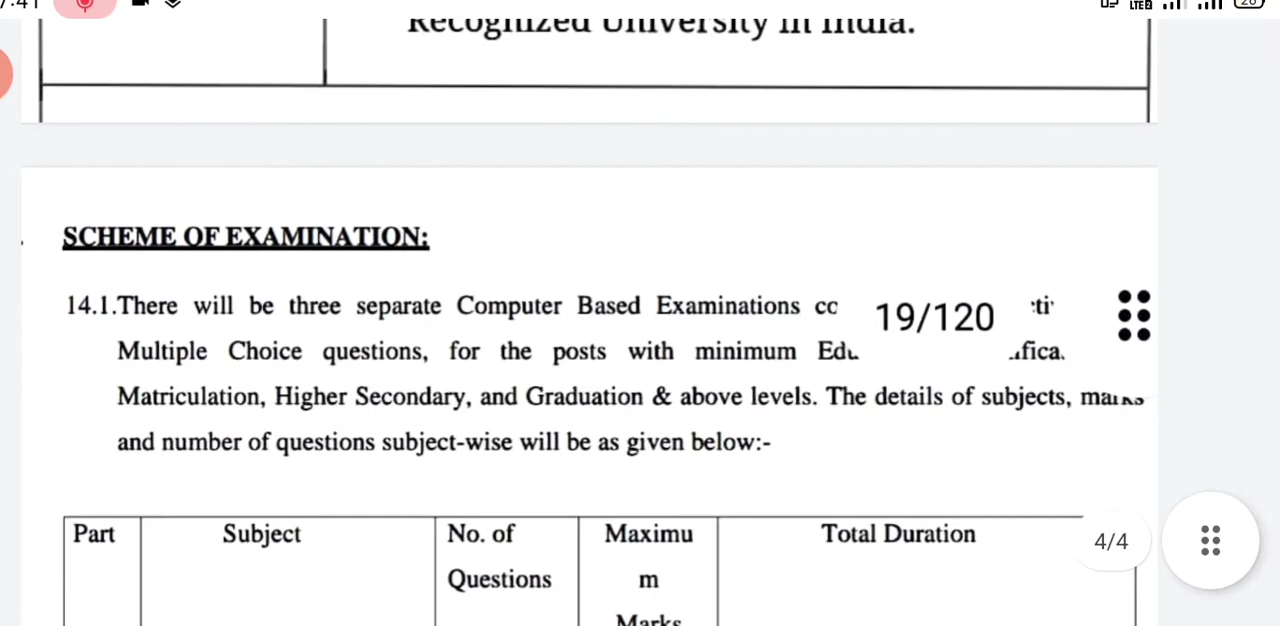 Recognized University in India.
SCHEME OF EXAMINATION:
14.1.There will be three separate Computer Based Examinations
19/120
Multiple Choice questions, for the posts with minimum
Matriculation, Higher Secondary, and Graduation & above levels. The details of subjects, marks
and number of questions subject-wise will be as given below:-
Part Subject No. of Maximu Total Duration
4/4
Questions m
Marks